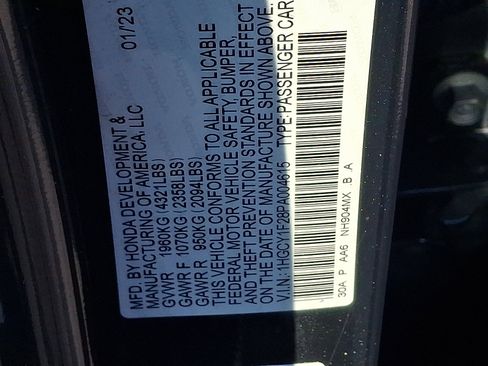 MFD. BY HONDA DEVELOPMENT & 01/23
MANUFACTURING OF AMERICA, LLC
GVWR 1960KG (4321LBS)
GAWR F 1070KG (2358LBS)
GAWR R 950KG (2094LBS)
THIS VEHICLE CONFORMS TO ALL APPLICABLE
FEDERAL MOTOR VEHICLE SAFETY, BUMPER,
AND THEFT PREVENTION STANDARDS IN EFFECT
ON THE DATE OF MANUFACTURE SHOWN ABOVE.
V.I.N.: 1HGCY1F28PA004615 TYPE:PASSENGER CAR
30A P AA6 NH904MX .B .A